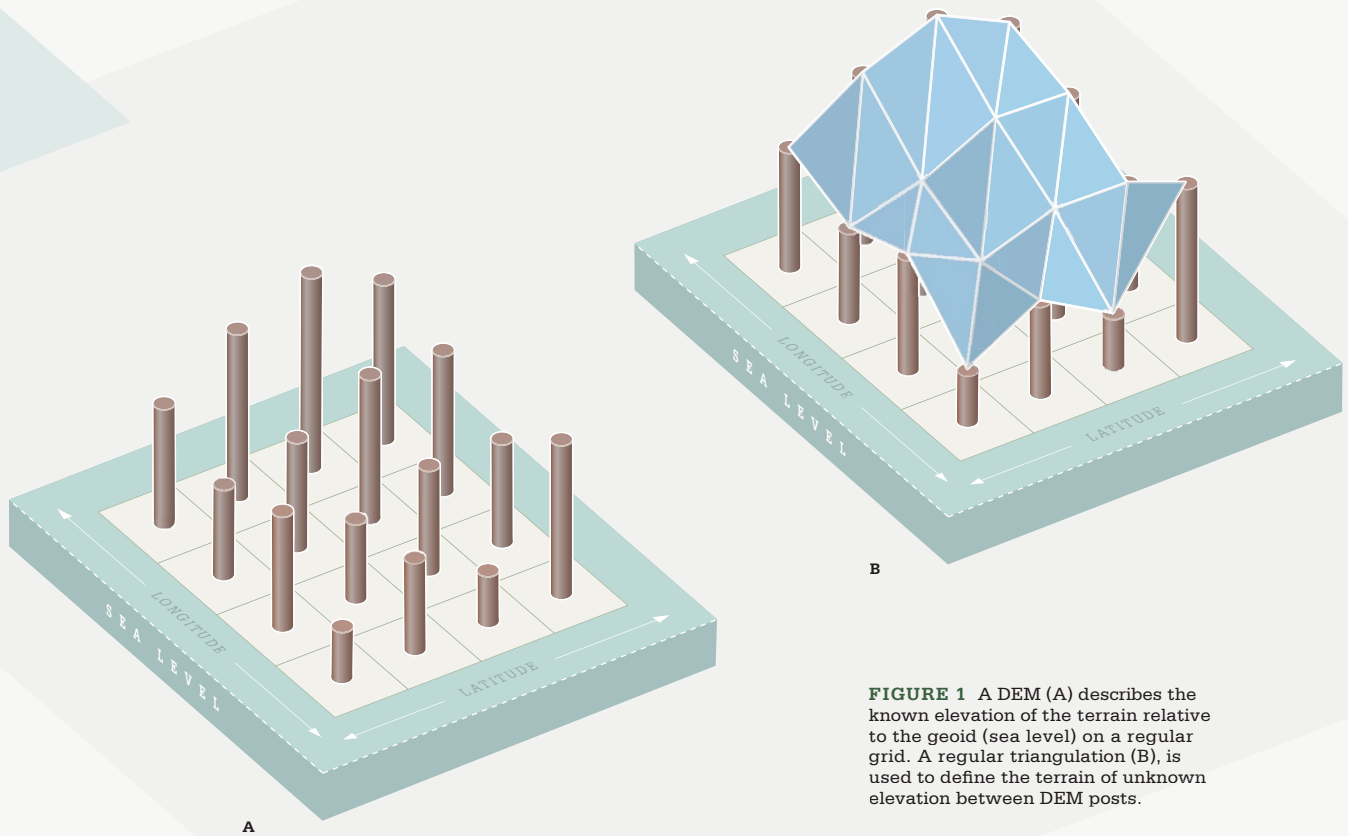 LONGITUDE
SEA LEVEL
LATITUDE
A
LONGITUDE
SEA LEVEL
LATITUDE
B
FIGURE 1 A DEM (A) describes the
known elevation of the terrain relative
to the geoid (sea level) on a regular
grid. A regular triangulation (B), is
used to define the terrain of unknown
elevation between DEM posts.